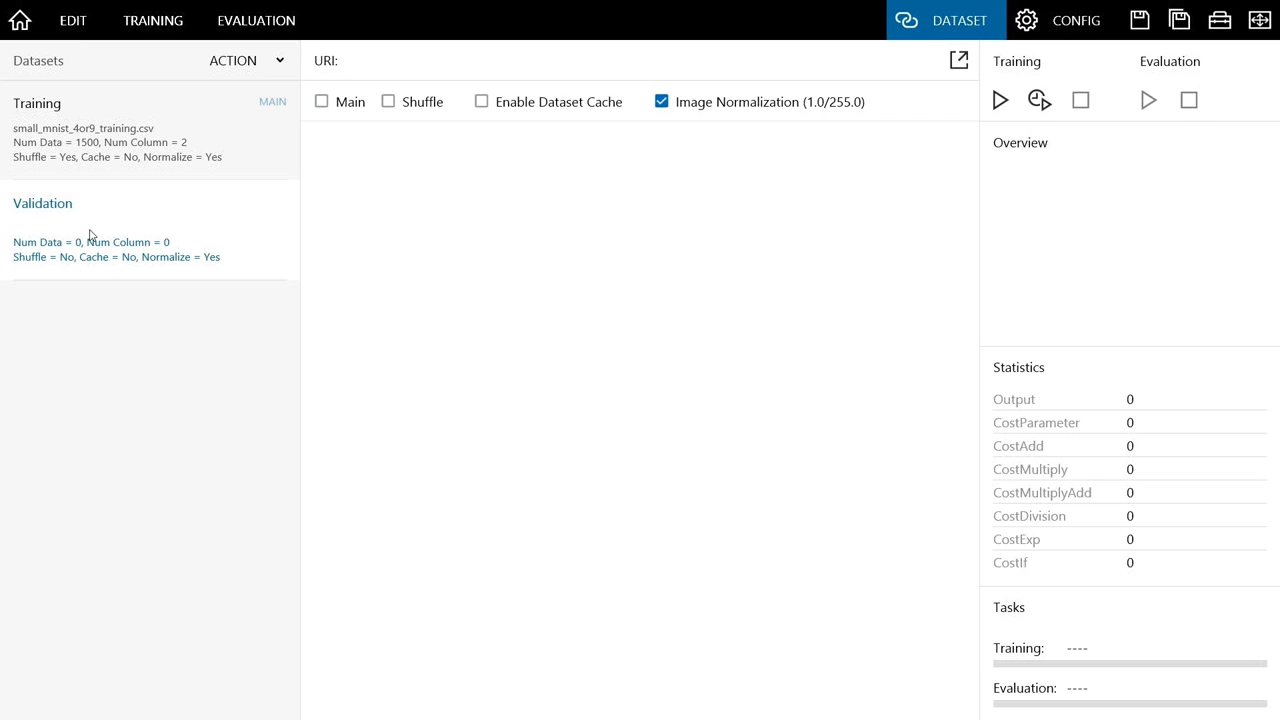 EDIT TRAINING EVALUATION DATASET CONFIG
Datasets ACTION
URI:
Training MAIN
small_mnist_4or9_training.csv
Num Data = 1500, Num Column = 2
Shuffle = Yes, Cache = No, Normalize = Yes
Validation
Num Data = 0, Num Column = 0
Shuffle = No, Cache = No, Normalize = Yes
Main Shuffle Enable Dataset Cache Image Normalization (1.0/255.0)
Training Evaluation
Overview
Statistics
Output 0
CostParameter 0
CostAdd 0
CostMultiply 0
CostMultiplyAdd 0
CostDivision 0
CostExp 0
CostIf 0
Tasks
Training: ----
Evaluation: ----